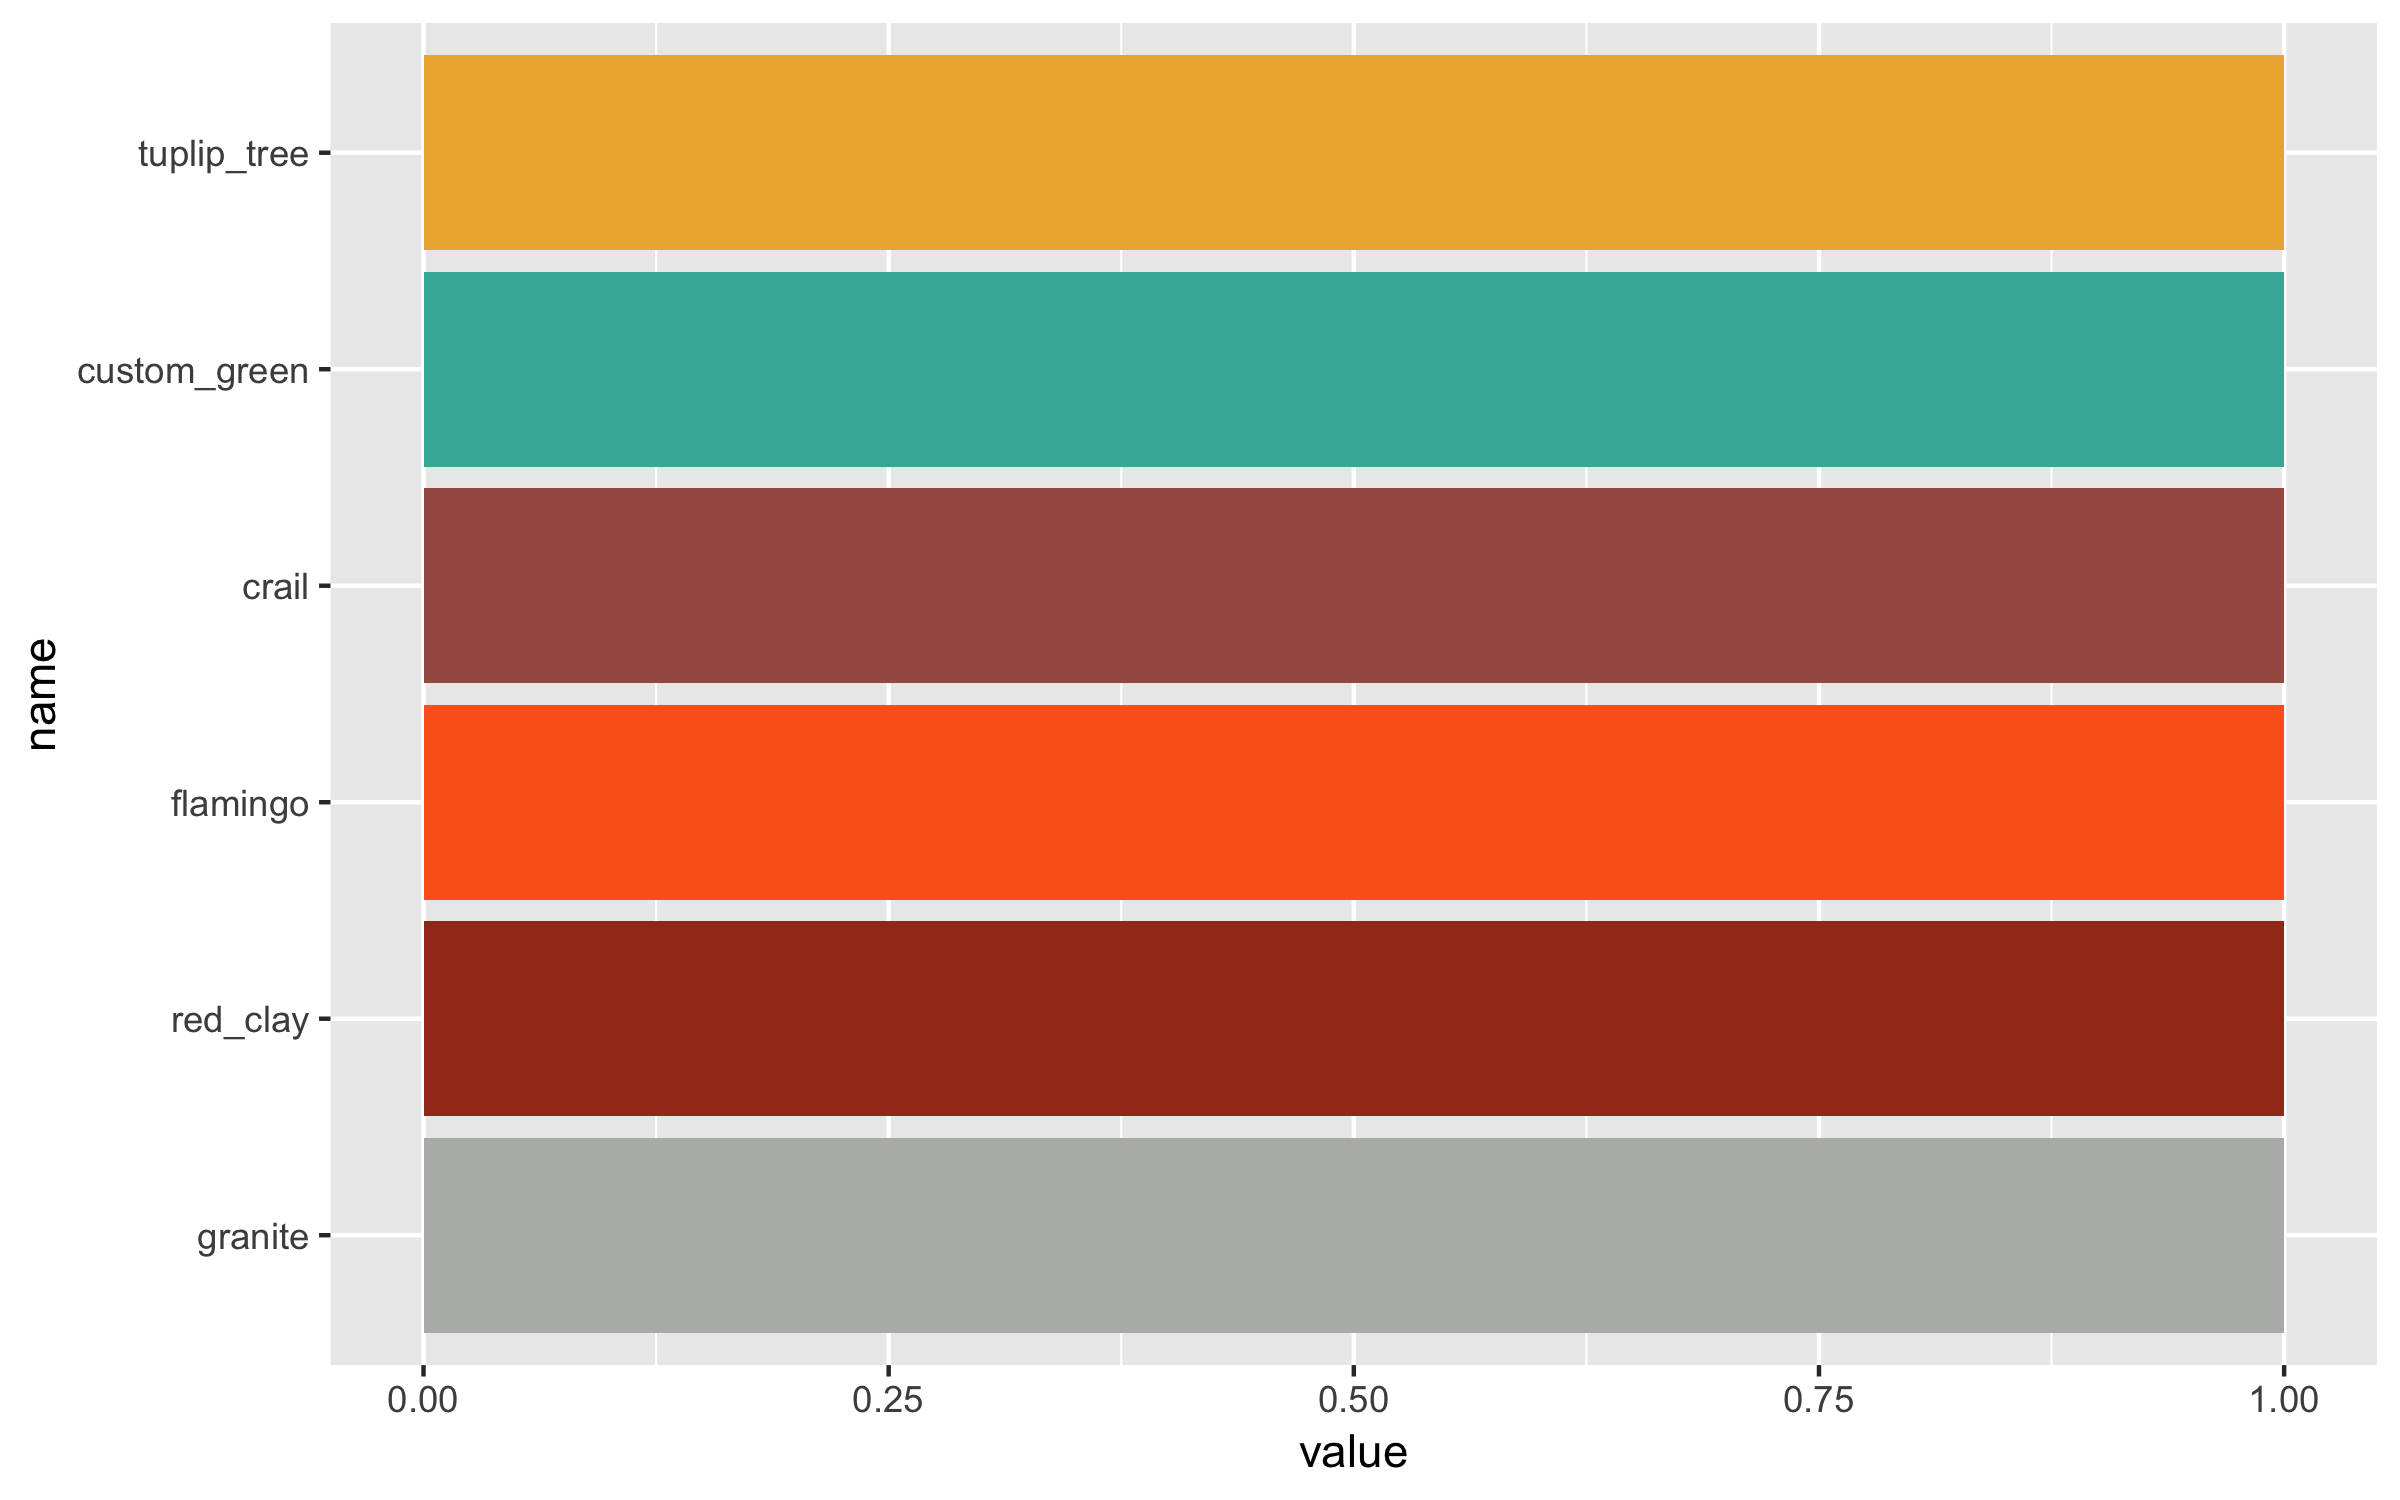 tuplip_tree
custom_green
crail
flamingo
red_clay
granite
name
0.00 0.25 0.50 0.75 1.00
value